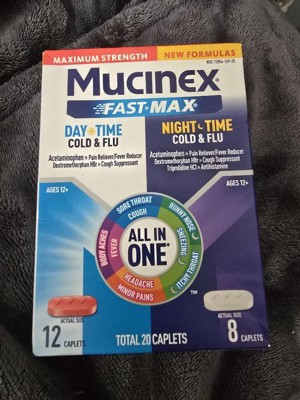 MAXIMUM STRENGTH NEW FORMULAS
Mucinex
FAST-MAX
DAY TIME
COLD & FLU
Acetaminophen • Pain Reliever/Fever Reducer
Dextromethorphan HBr • Cough Suppressant
NIGHT TIME
COLD & FLU
Acetaminophen • Pain Reliever/Fever Reducer
Dextromethorphan HBr • Cough Suppressant
Triprolidine HCl • Antihistamine
AGES 12+
AGES 12+
SORE THROAT
COUGH
RUNNY NOSE
SNEEZING
ITCHY THROAT
BODY ACHES
FEVER
HEADACHE
MINOR PAINS
ALL IN
ONE
TM
ACTUAL SIZE
12 CAPLETS
TOTAL 20 CAPLETS
ACTUAL SIZE
8 CAPLETS